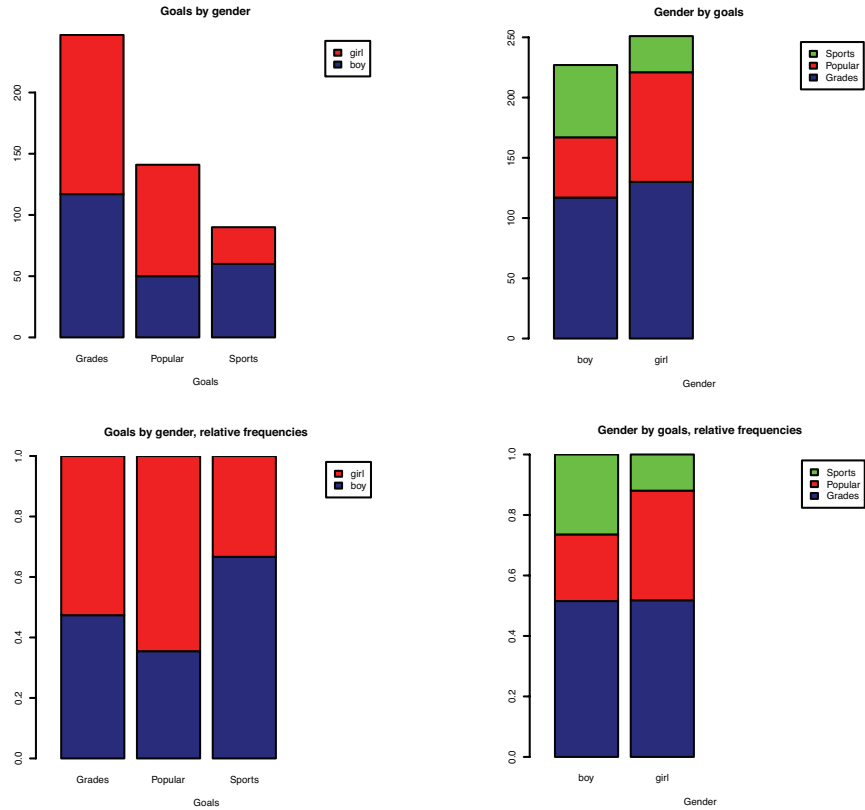 Goals by gender
girl
boy
200
150
100
50
0
Grades Popular Sports
Goals
Gender by goals
Sports
Popular
Grades
250
200
150
100
50
0
boy girl
Gender
Goals by gender, relative frequencies
girl
boy
1.0
0.8
0.6
0.4
0.2
0.0
Grades Popular Sports
Goals
Gender by goals, relative frequencies
Sports
Popular
Grades
1.0
0.8
0.6
0.4
0.2
0.0
boy girl
Gender